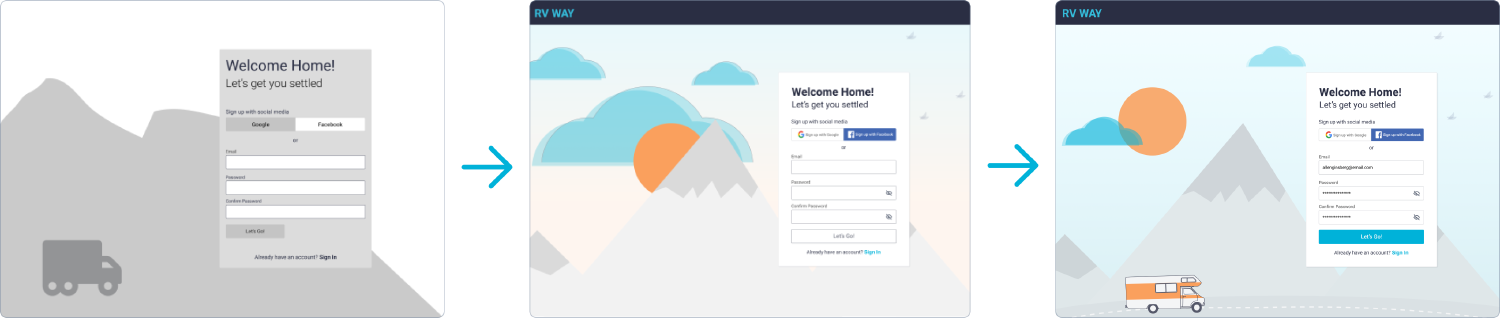 Welcome Home!
Let's get you settled
Sign up with social media
Google Facebook
or
Email
Password
Confirm Password
Let's Go!
Already have an account? Sign In
RV WAY
Welcome Home!
Let's get you settled
Sign up with social media
Sign up with Google Sign up with Facebook
or
Email
Password
Confirm Password
Let's Go!
Already have an account? Sign In
RV WAY
Welcome Home!
Let's get you settled
Sign up with social media
Sign up with Google Sign up with Facebook
or
Email
allenginsberg@email.com
Password
Confirm Password
Let's Go!
Already have an account? Sign In